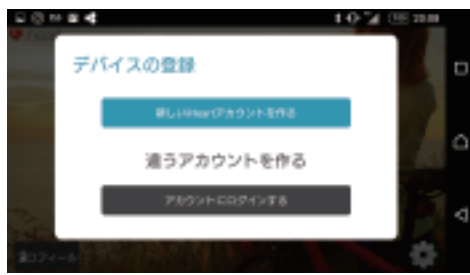 デバイスの登録
新しいiHeartアカウントを作る
違うアカウントを作る
アカウントにログインする